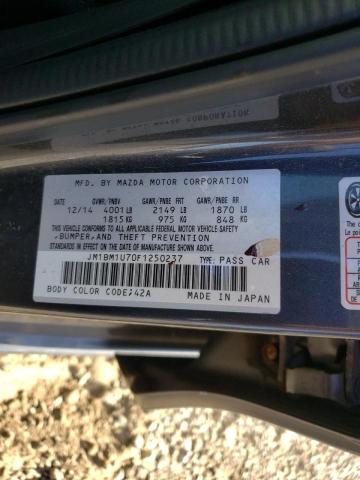 MFD. BY MAZDA MOTOR CORPORATION
GVWR/PNBV GAWR/PNBE FRT GAWR/PNBE RR
12/14 4001 LB 2149 LB 1870 LB
1815 KG 975 KG 848 KG
THIS VEHICLE CONFORMS TO ALL APPLICABLE FEDERAL MOTOR VEHICLE SAFETY
, BUMPER, AND THEFT PREVENTION
STANDARDS IN EFFECT ON THE DATE OF MANUFACTURE SHOWN ABOVE.
JM1BM1U70F1250237 TYPE: PASS CAR
BODY COLOR CODE: 42A
MADE IN JAPAN